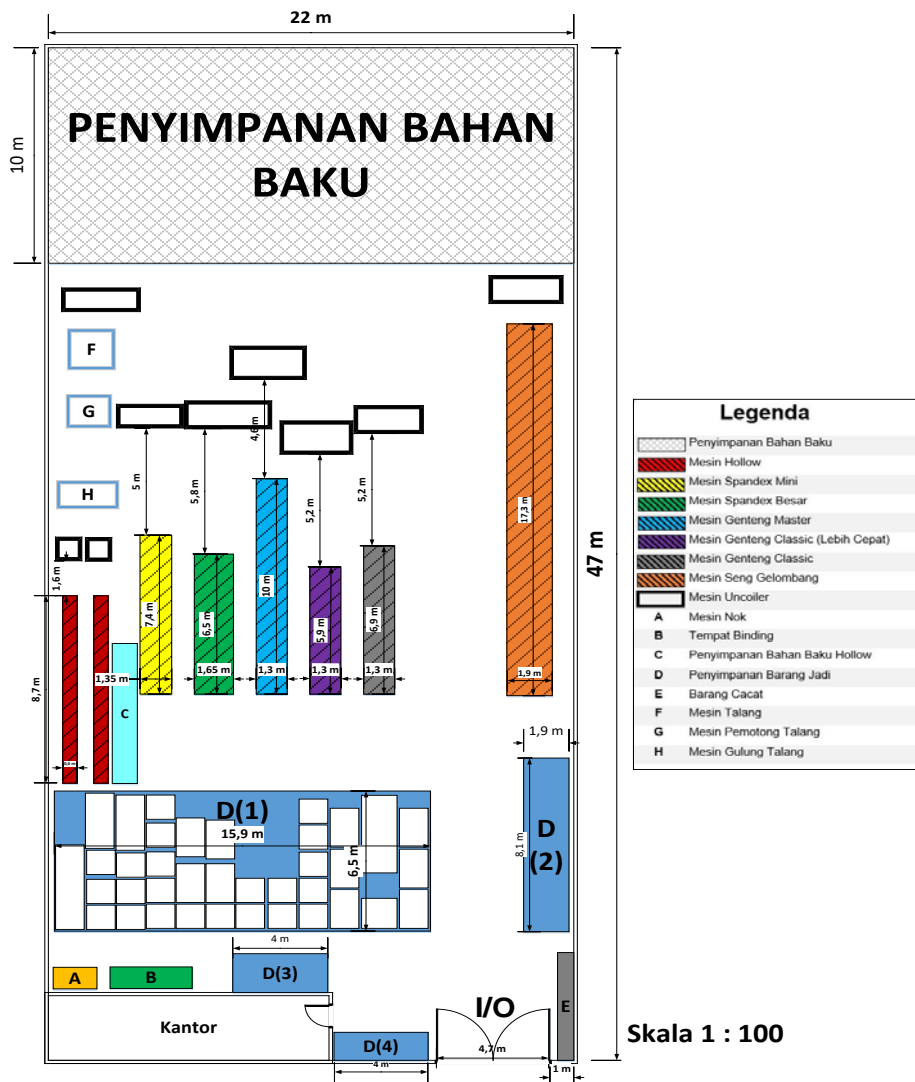 22 m
10 m
PENYIMPANAN BAHAN
BAKU
47 m
F
G
H
5 m
5,8 m
4,6 m
5,2 m
5,2 m
1,6 m
17,3 m
8,7 m
7,4 m
6,5 m
10 m
5,9 m
6,9 m
1,35 m
1,65 m
1,3 m
1,3 m
1,3 m
1,9 m
C
1,9 m
D(1)
15,9 m
6,5 m
8,1 m
D
(2)
4 m
A
B
D(3)
E
Kantor
I/O
D(4)
4,7 m
4 m
1 m
Skala 1 : 100
Legenda
Penyimpanan Bahan Baku
Mesin Hollow
Mesin Spandex Mini
Mesin Spandex Besar
Mesin Genteng Master
Mesin Genteng Classic (Lebih Cepat)
Mesin Genteng Classic
Mesin Seng Gelombang
Mesin Uncoiler
A Mesin Nok
B Tempat Binding
C Penyimpanan Bahan Baku Hollow
D Penyimpanan Barang Jadi
E Barang Cacat
F Mesin Talang
G Mesin Pemotong Talang
H Mesin Gulung Talang